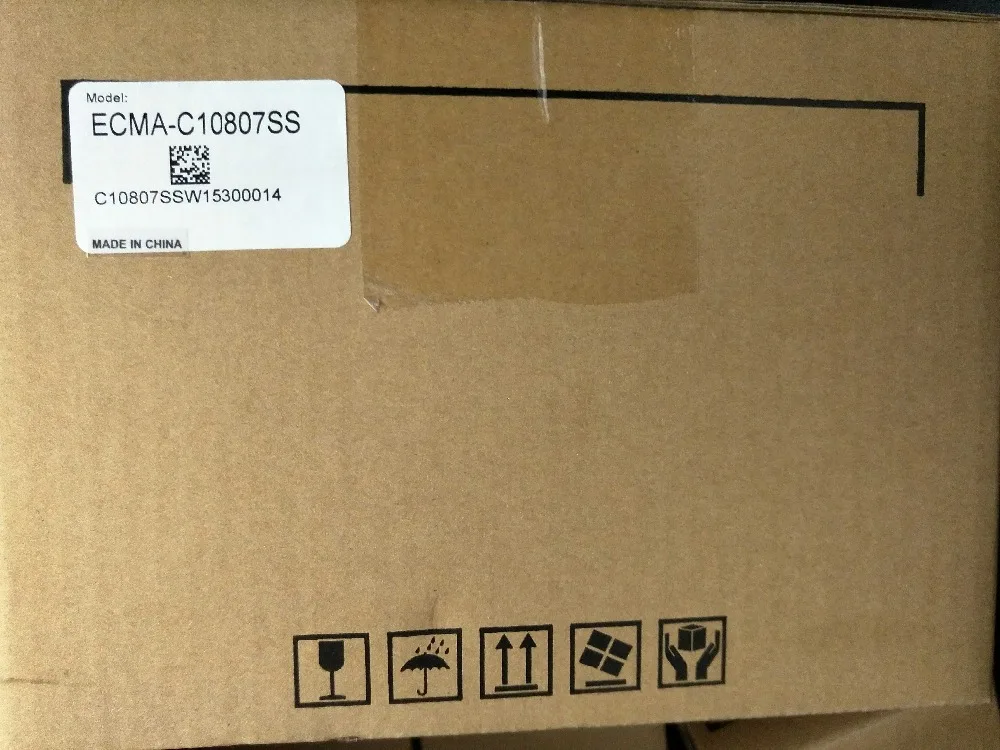 Model:
ECMA-C10807SS
C10807SSW15300014
MADE IN CHINA